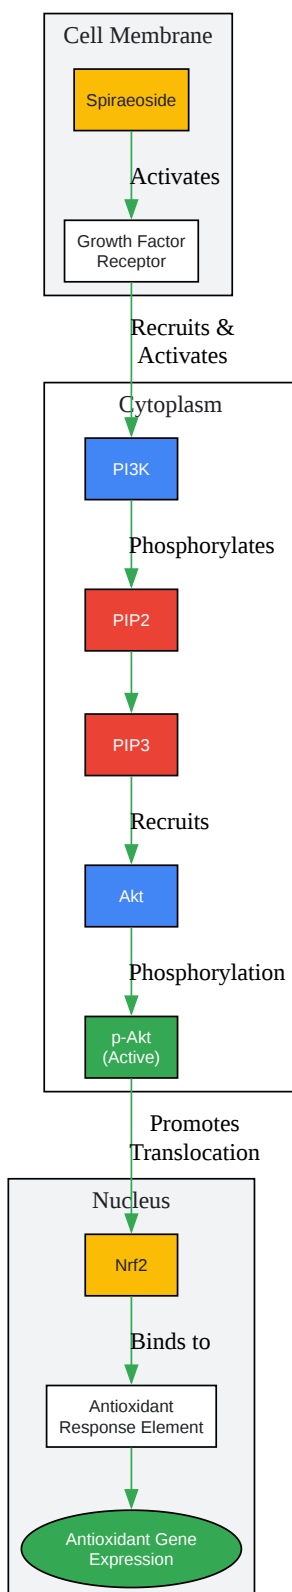 Cell Membrane
Spiraeoside
Activates
Growth Factor
Receptor
Recruits &
Activates
Cytoplasm
PI3K
Phosphorylates
PIP2
PIP3
Recruits
Akt
Phosphorylation
p-Akt
(Active)
Promotes
Translocation
Nucleus
Nrf2
Binds to
Antioxidant
Response Element
Antioxidant Gene
Expression